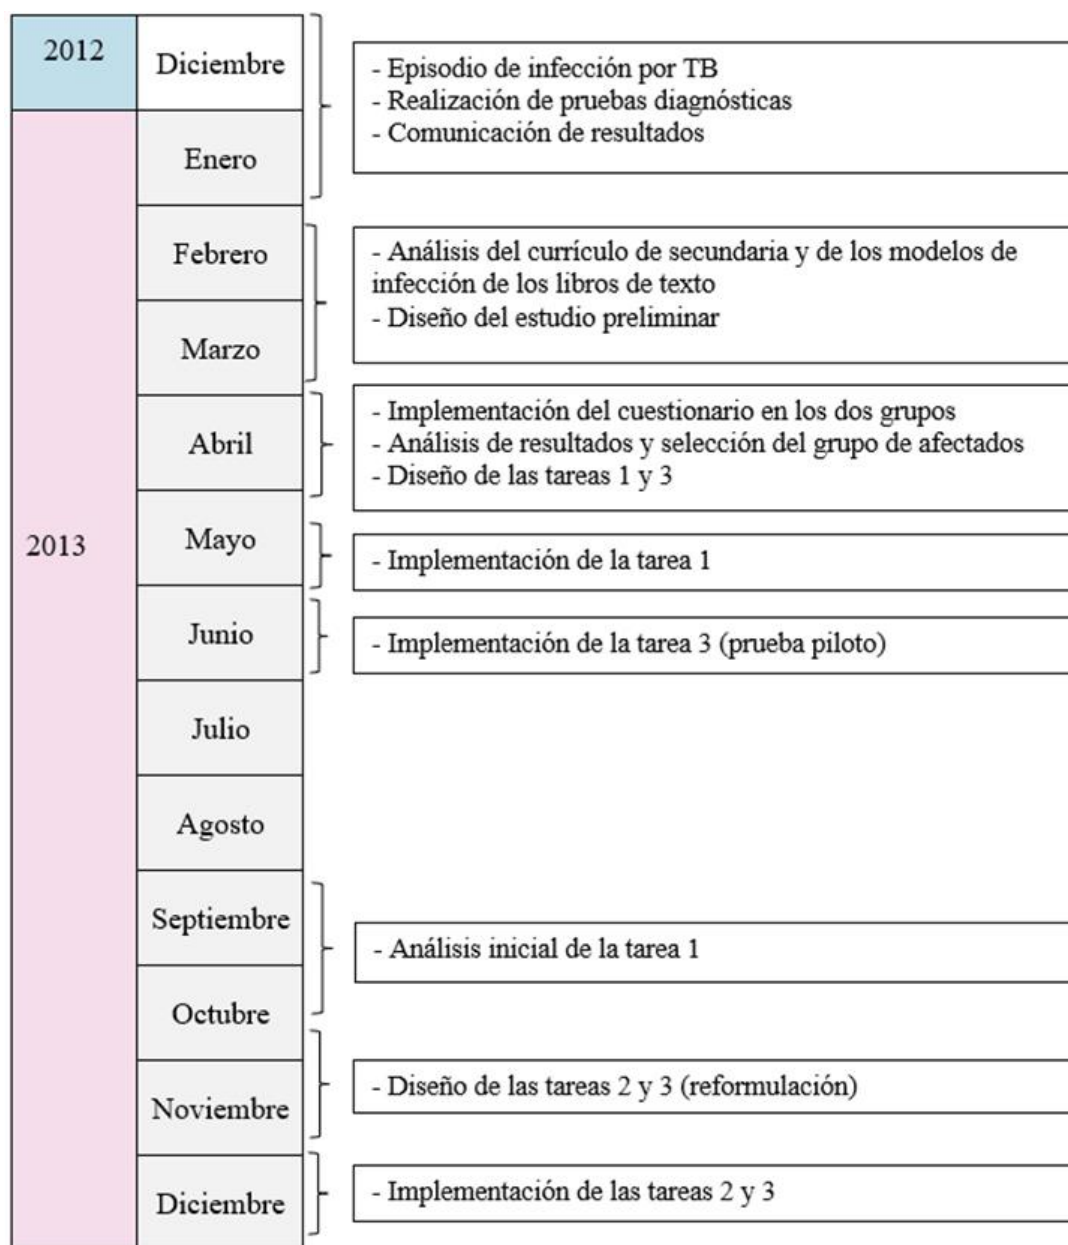 2012
Diciembre
- Episodio de infección por TB
- Realización de pruebas diagnósticas
- Comunicación de resultados
2013
Enero
Febrero
- Análisis del currículo de secundaria y de los modelos de
infección de los libros de texto
- Diseño del estudio preliminar
Marzo
Abril
- Implementación del cuestionario en los dos grupos
- Análisis de resultados y selección del grupo de afectados
- Diseño de las tareas 1 y 3
Mayo
- Implementación de la tarea 1
Junio
- Implementación de la tarea 3 (prueba piloto)
Julio
Agosto
Septiembre
- Análisis inicial de la tarea 1
Octubre
Noviembre
- Diseño de las tareas 2 y 3 (reformulación)
Diciembre
- Implementación de las tareas 2 y 3